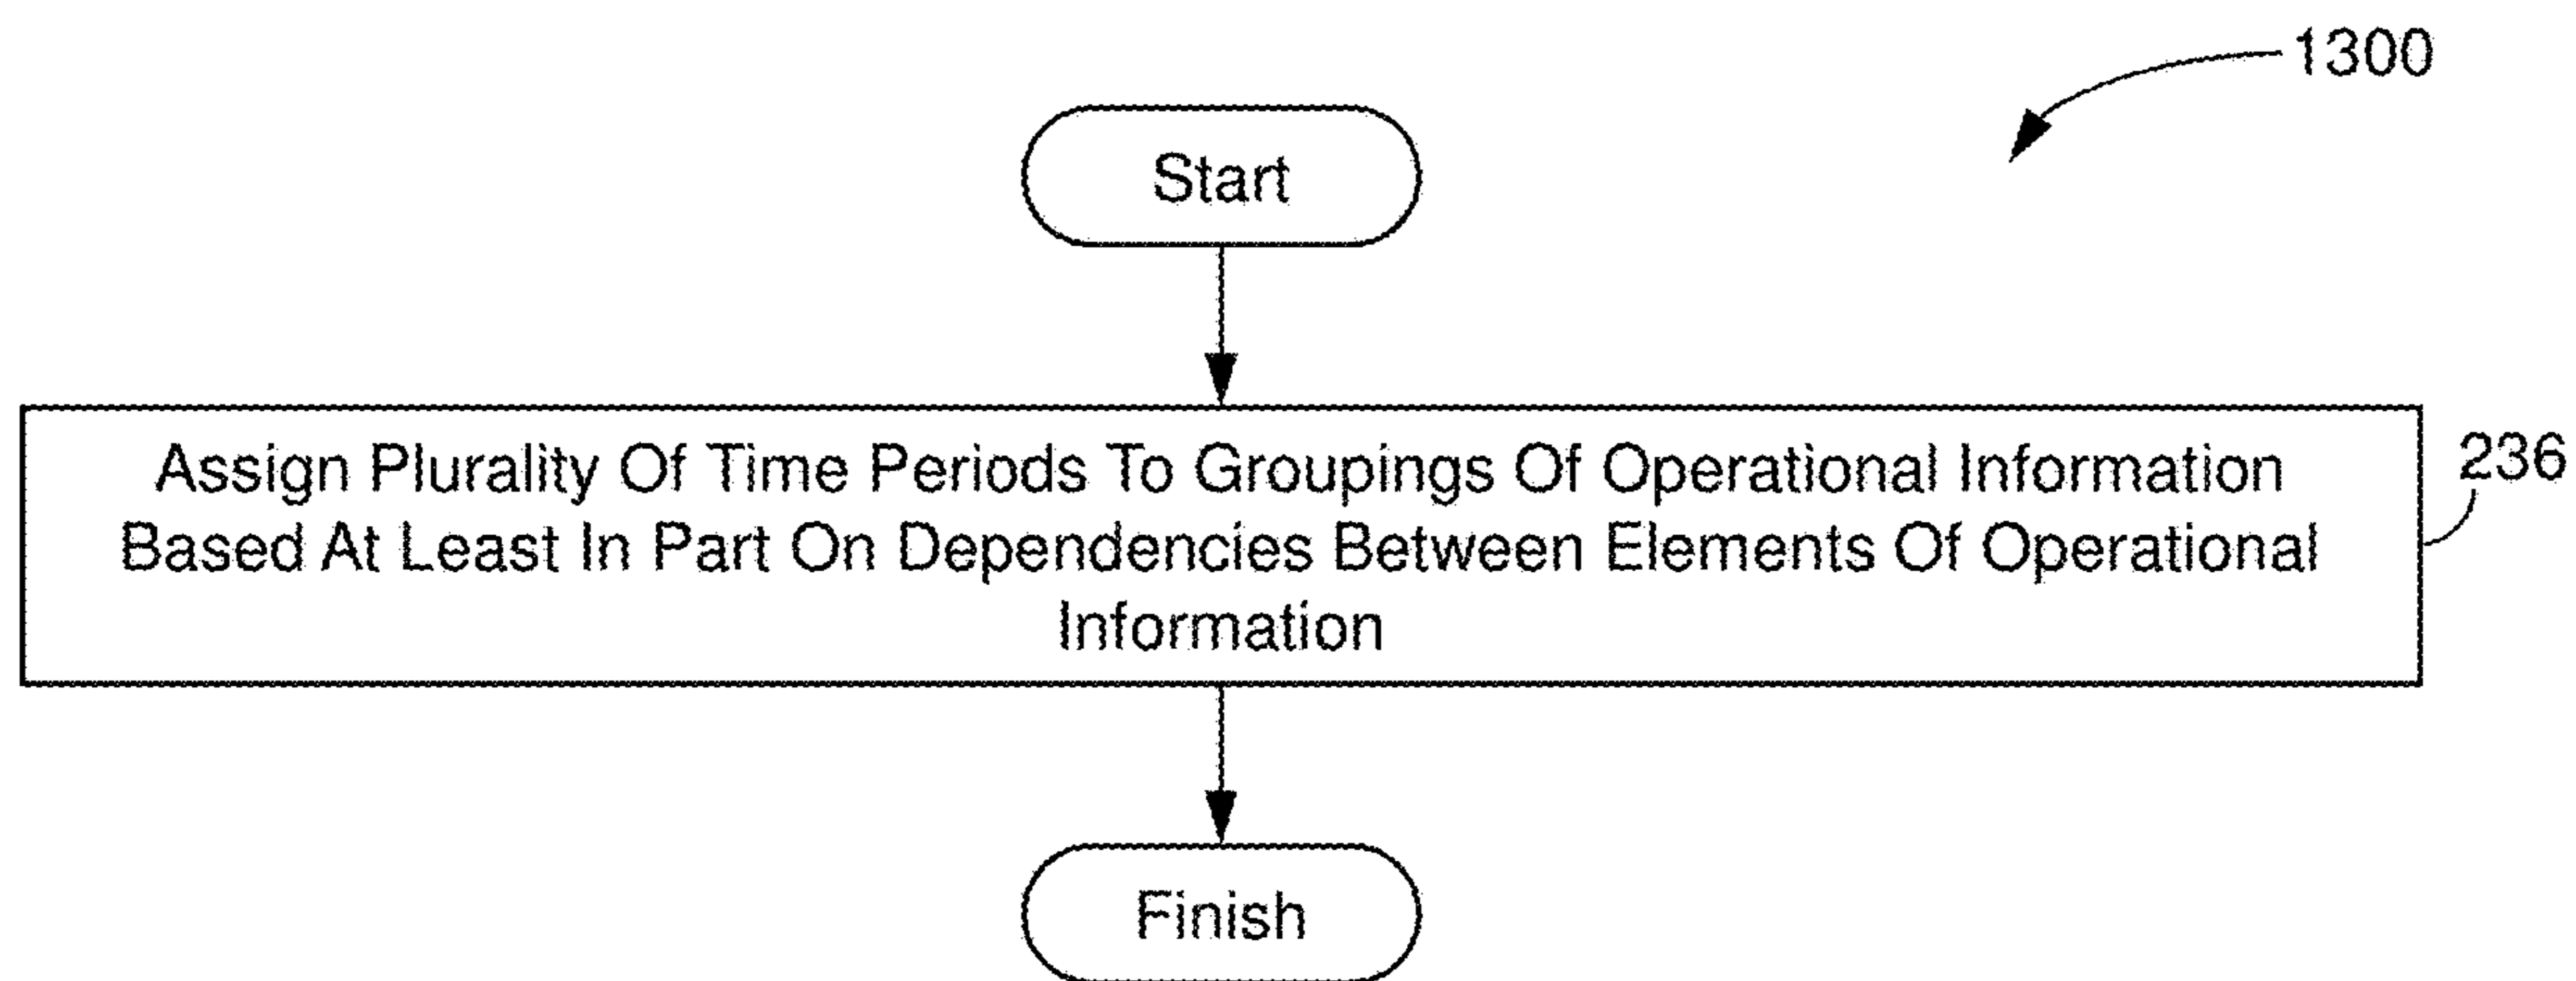 1300
Start
Assign Plurality Of Time Periods To Groupings Of Operational Information
Based At Least In Part On Dependencies Between Elements Of Operational
Information
236
Finish